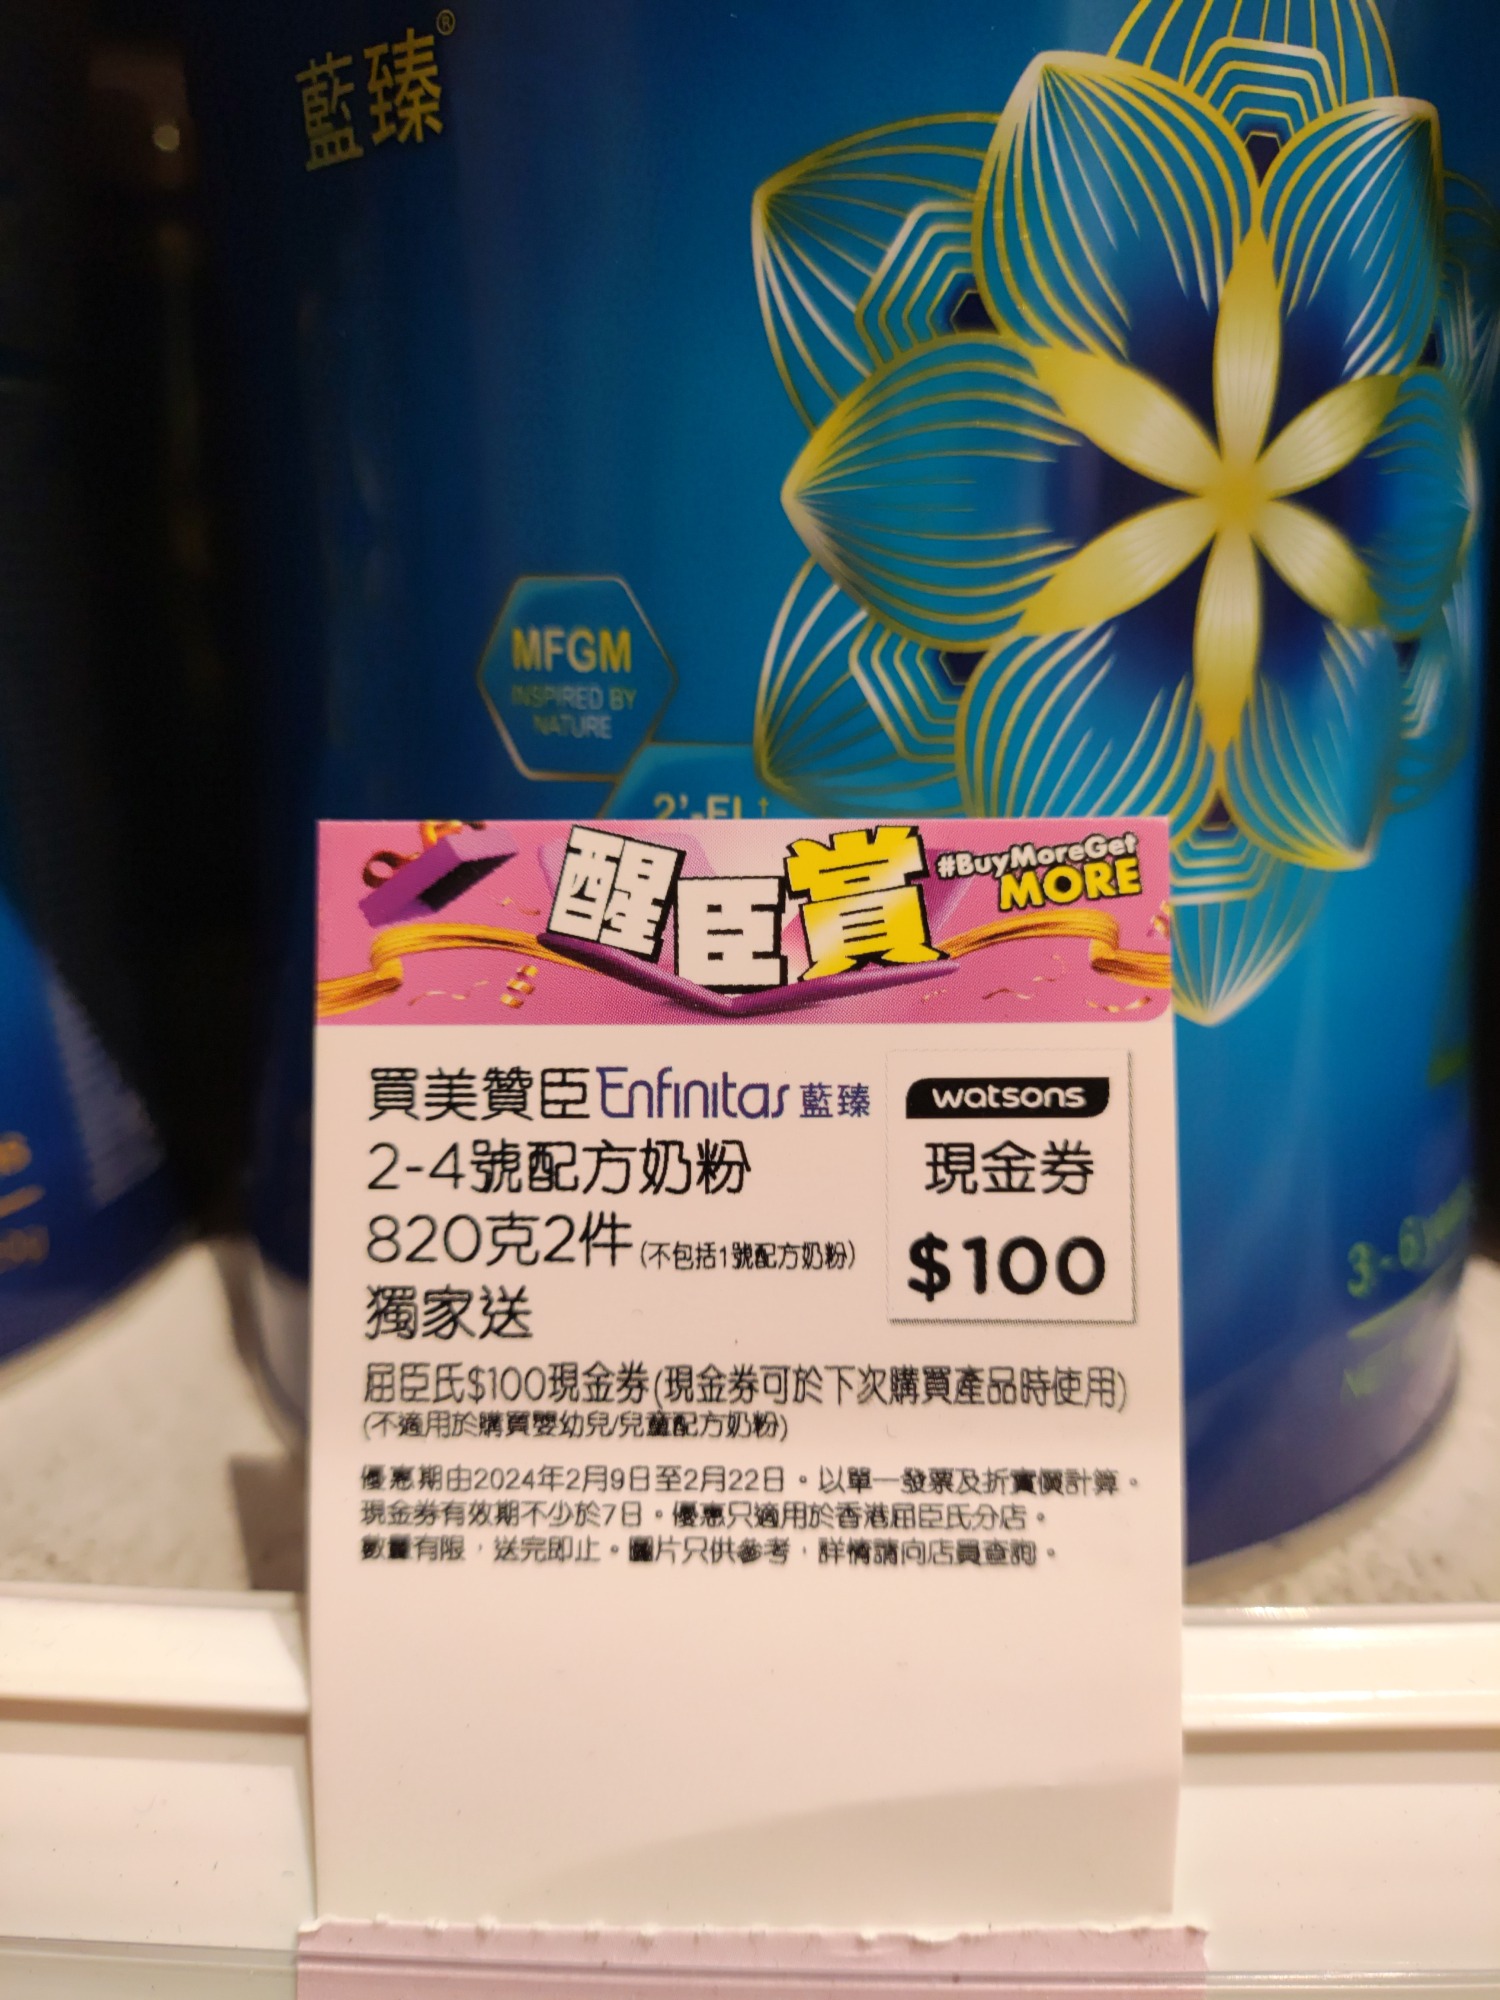 藍臻®
MFGM
INSPIRED BY
NATURE
2'-FL†
醒臣賞
#BuyMoreGet
MORE
買美贊臣Enfinitas 藍臻
2-4號配方奶粉
820克2件(不包括1號配方奶粉)
獨家送
watsons
現金券
$100
屈臣氏$100現金券(現金券可於下次購買產品時使用)
(不適用於購買嬰幼兒/兒童配方奶粉)
優惠期由2024年2月9日至2月22日。以單一發票及折實價計算。
現金券有效期不少於7日。優惠只適用於香港屈臣氏分店。
數量有限,送完即止。圖片只供參考,詳情請向店員查詢。
3-6